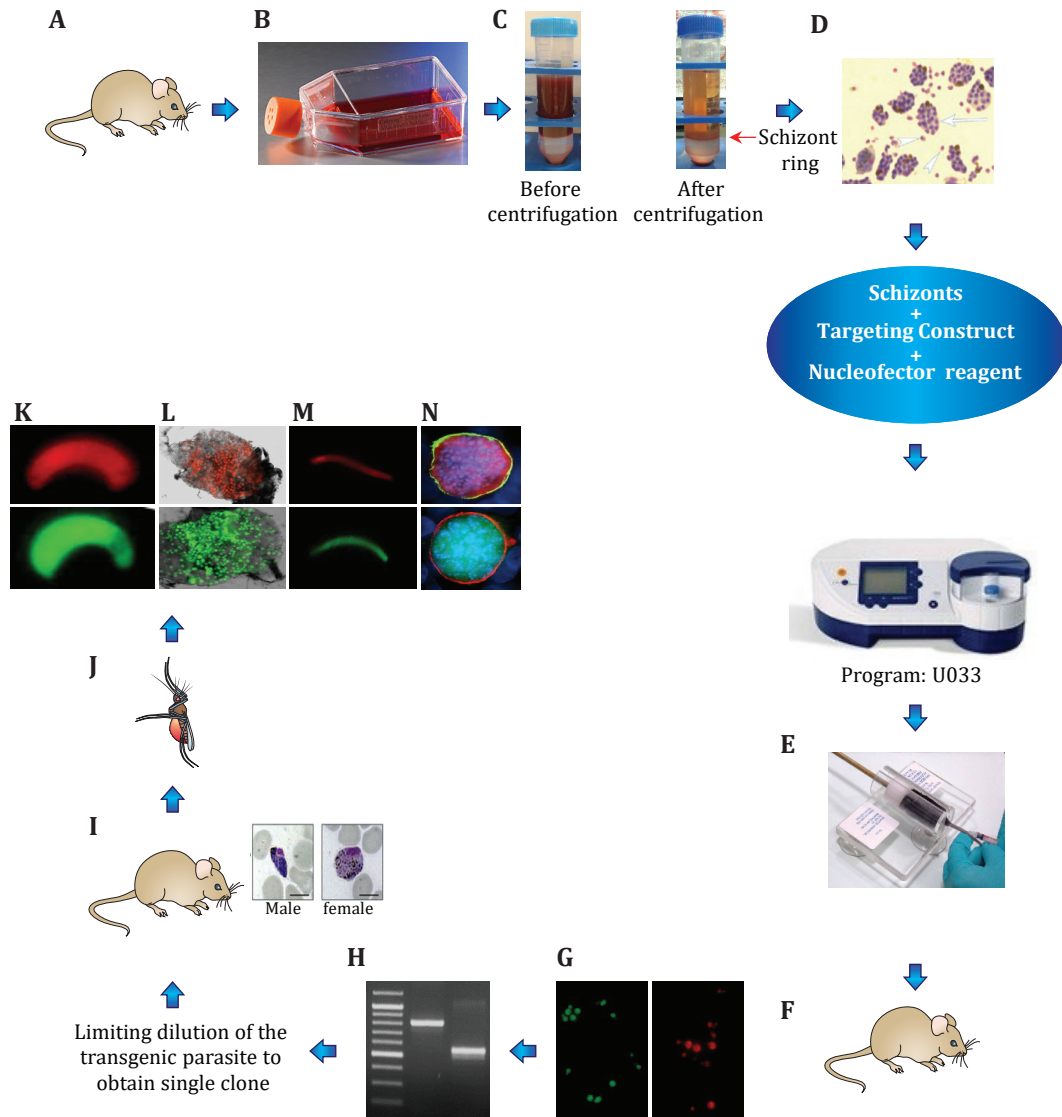 A
B
C
D
Before
centrifugation
After
centrifugation
Schizont
ring
Schizonts
+
Targeting Construct
+
Nucleofector reagent
Program: U033
E
F
G
H
Limiting dilution of the
transgenic parasite to
obtain single clone
I
Male
female
J
K
L
M
N